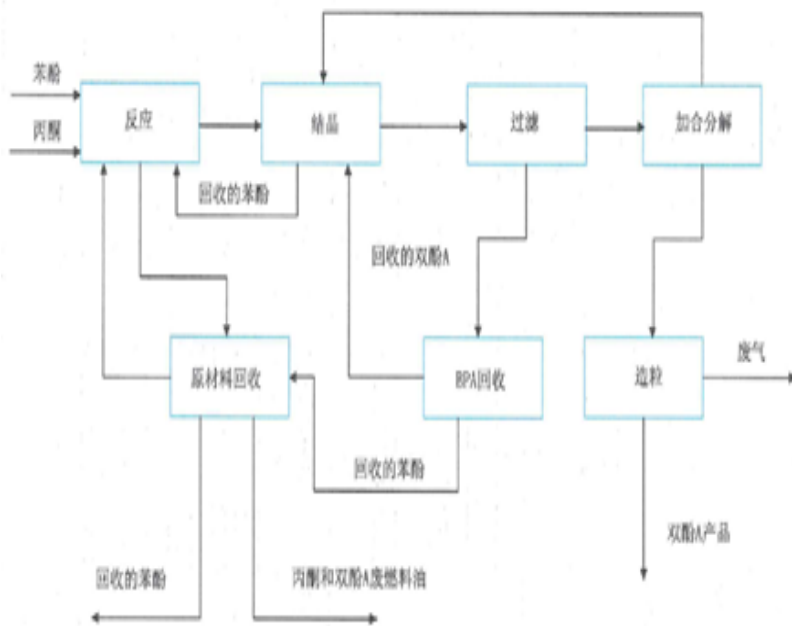 苯酚
丙酮
反应
结晶
过滤
加合分解
回收的苯酚
回收的双酚A
原材料回收
BPA回收
造粒
废气
回收的苯酚
双酚A产品
回收的苯酚
丙酮和双酚A废燃料油